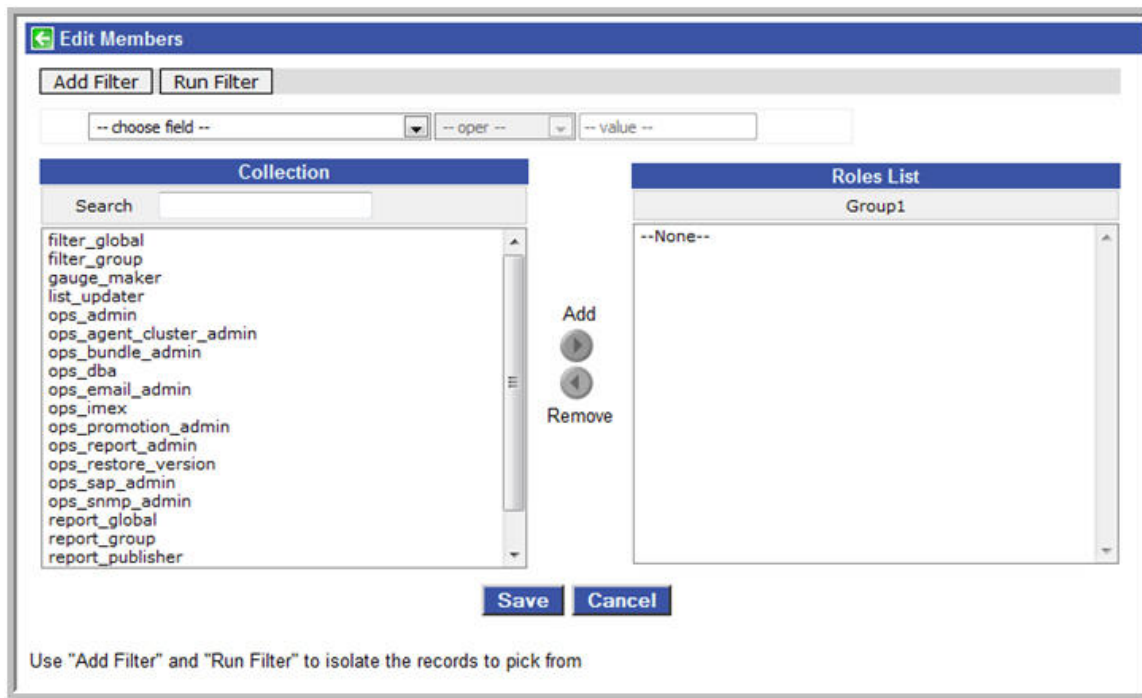 Edit Members
Add Filter Run Filter
-- choose field -- -- oper -- -- value --
Collection
Search
filter_global
filter_group
gauge_maker
list_updater
ops_admin
ops_agent_cluster_admin
ops_bundle_admin
ops_dba
ops_email_admin
ops_imex
ops_promotion_admin
ops_report_admin
ops_restore_version
ops_sap_admin
ops_snmp_admin
report_global
report_group
report_publisher
Add
Remove
Roles List
Group1
--None--
Save Cancel
Use "Add Filter" and "Run Filter" to isolate the records to pick from